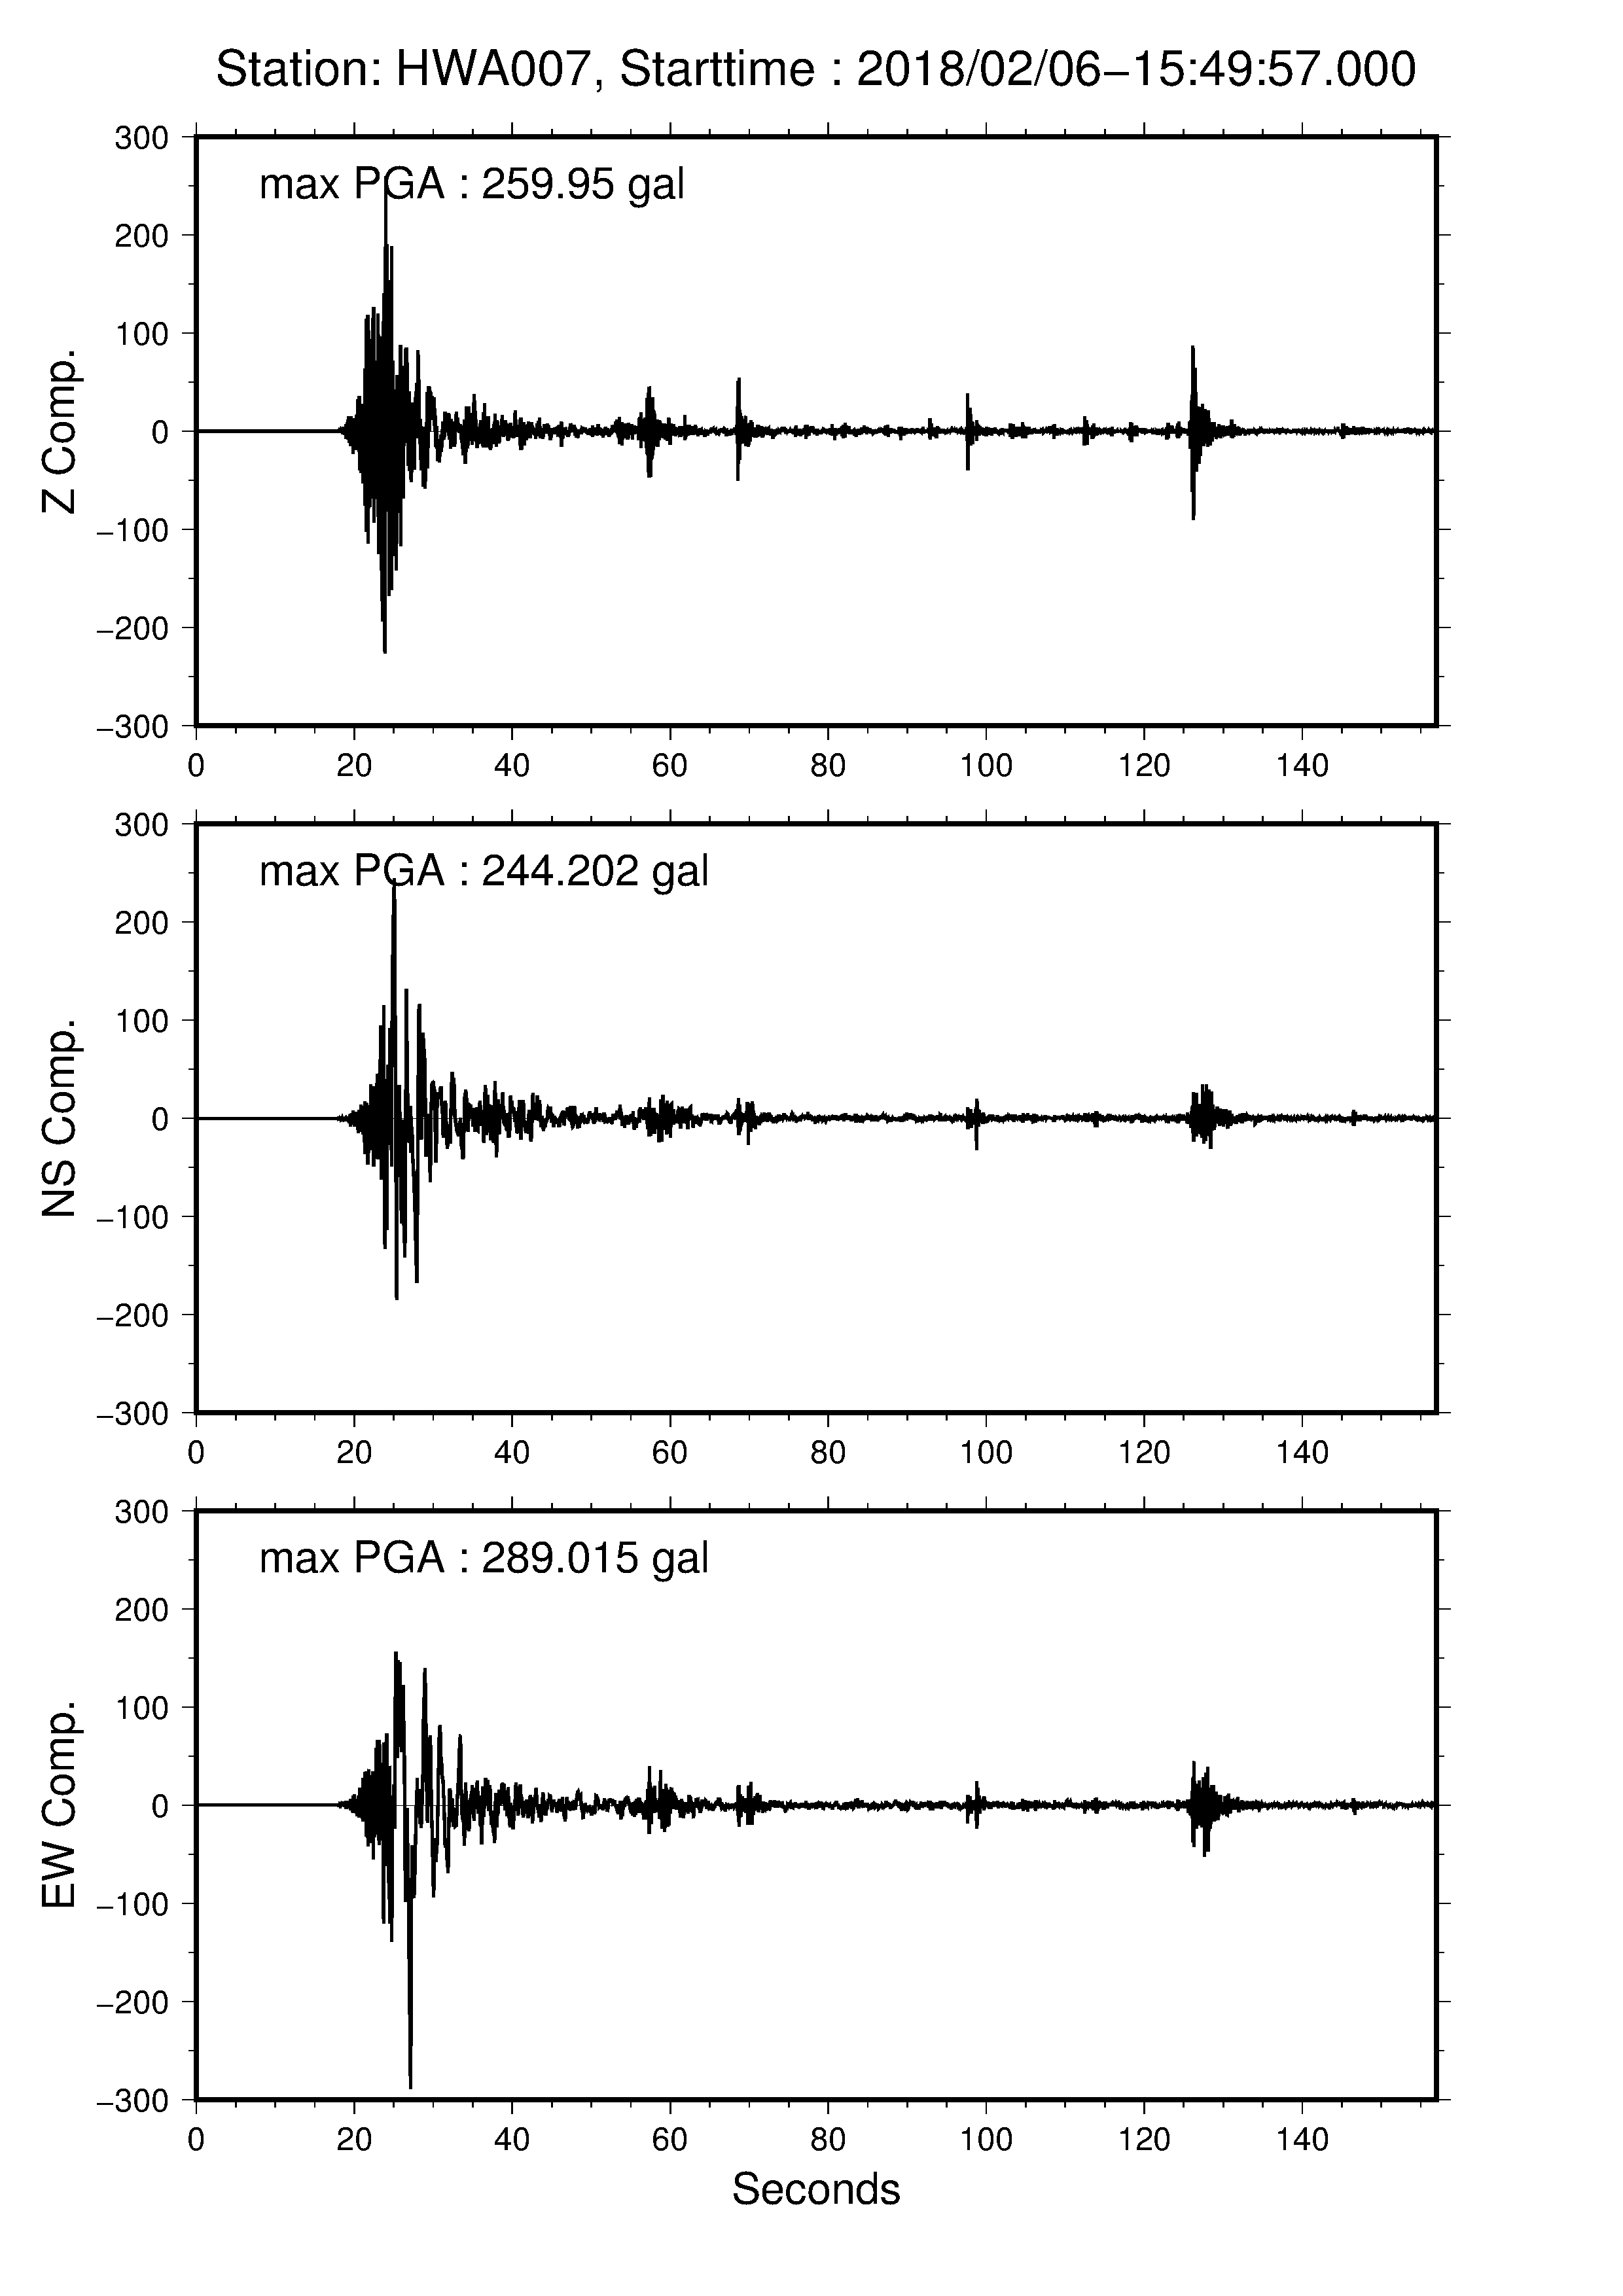 Station: HWA007, Starttime : 2018/02/06−15:49:57.000
max PGA : 259.95 gal
Z Comp.
300
200
100
0
−100
−200
−300
0 20 40 60 80 100 120 140
max PGA : 244.202 gal
NS Comp.
300
200
100
0
−100
−200
−300
0 20 40 60 80 100 120 140
max PGA : 289.015 gal
EW Comp.
300
200
100
0
−100
−200
−300
0 20 40 60 80 100 120 140
Seconds